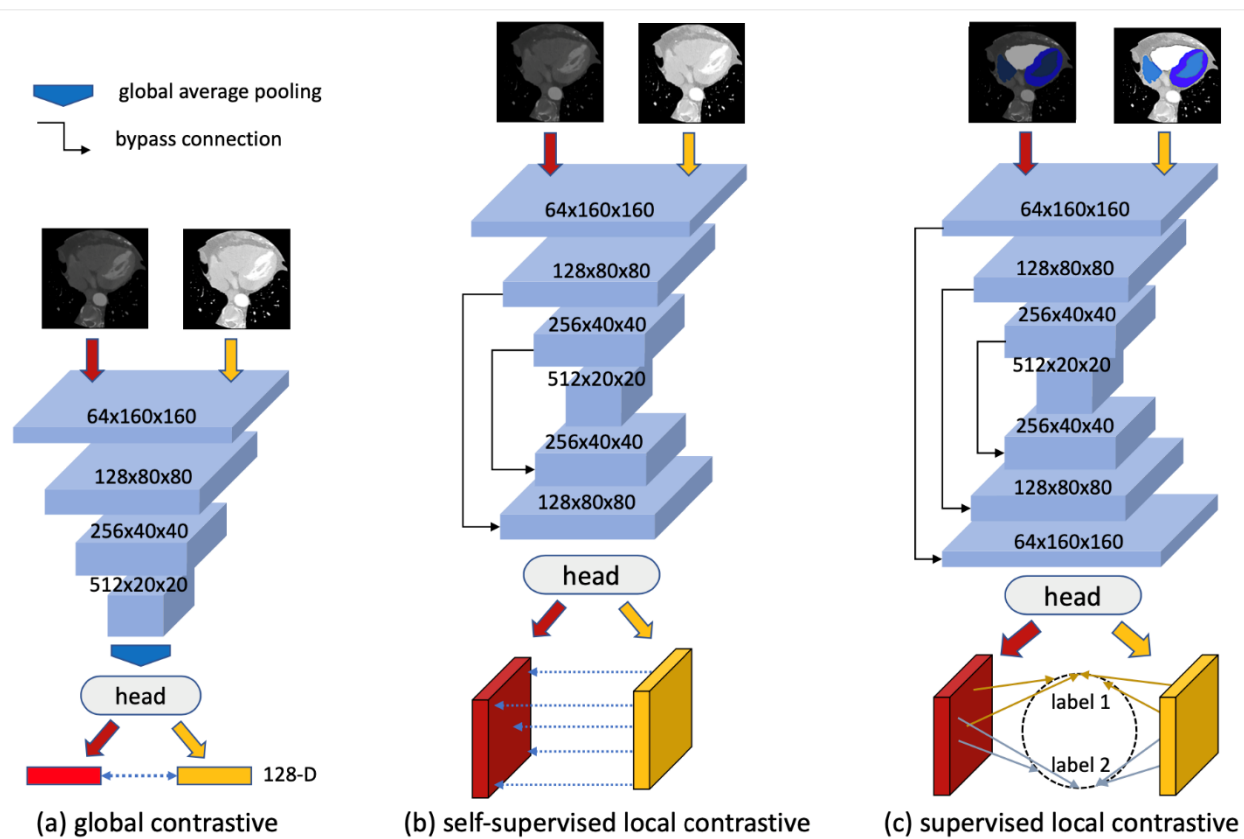 global average pooling
bypass connection
64x160x160
128x80x80
256x40x40
512x20x20
head
128-D
(a) global contrastive
64x160x160
128x80x80
256x40x40
512x20x20
256x40x40
128x80x80
head
(b) self-supervised local contrastive
64x160x160
128x80x80
256x40x40
512x20x20
256x40x40
128x80x80
64x160x160
head
label 1
label 2
(c) supervised local contrastive